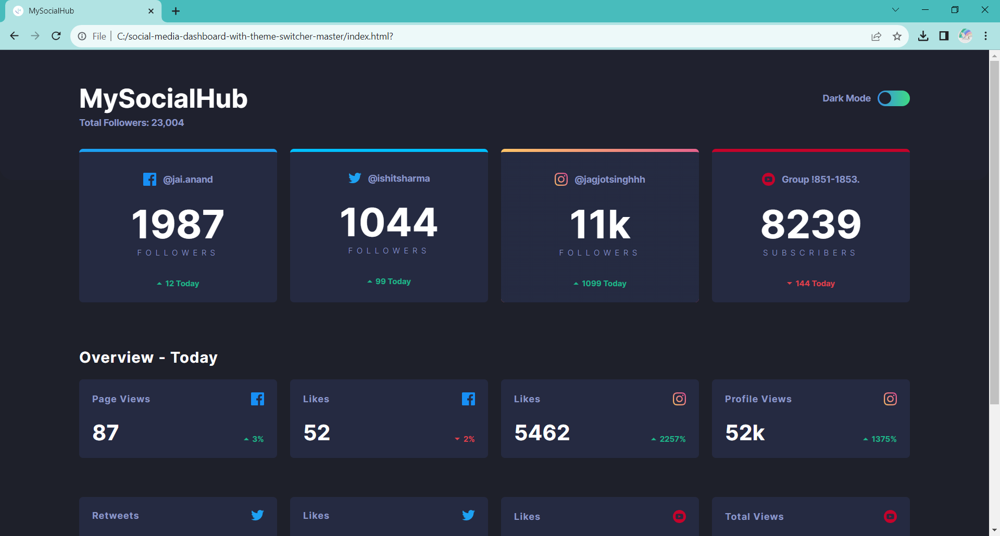 MySocialHub
File
C:/social-media-dashboard-with-theme-switcher-master/index.html?
MySocialHub
Dark Mode
Total Followers: 23,004
@jai.anand
1987
FOLLOWERS
12 Today
@ishitsharma
1044
FOLLOWERS
99 Today
@jagjotsinghhh
11k
FOLLOWERS
1099 Today
Group !851-1853.
8239
SUBSCRIBERS
144 Today
Overview - Today
Page Views
87
3%
Likes
52
2%
Likes
5462
2257%
Profile Views
52k
1375%
Retweets
Likes
Likes
Total Views